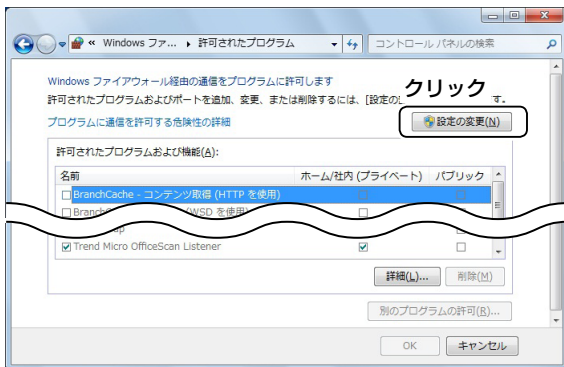 « Windows ファ... ▸ 許可されたプログラム
コントロール パネルの検索
Windows ファイアウォール経由の通信をプログラムに許可します
許可されたプログラムおよびポートを追加、変更、または削除するには、[設定の
す。
クリック
プログラムに通信を許可する危険性の詳細
設定の変更(N)
許可されたプログラムおよび機能(A):
名前 ホーム/社内 (プライベート) パブリック
BranchCache - コンテンツ取得 (HTTP を使用)
Trend Micro OfficeScan Listener
詳細(L)... 削除(M)
別のプログラムの許可(R)...
OK キャンセル